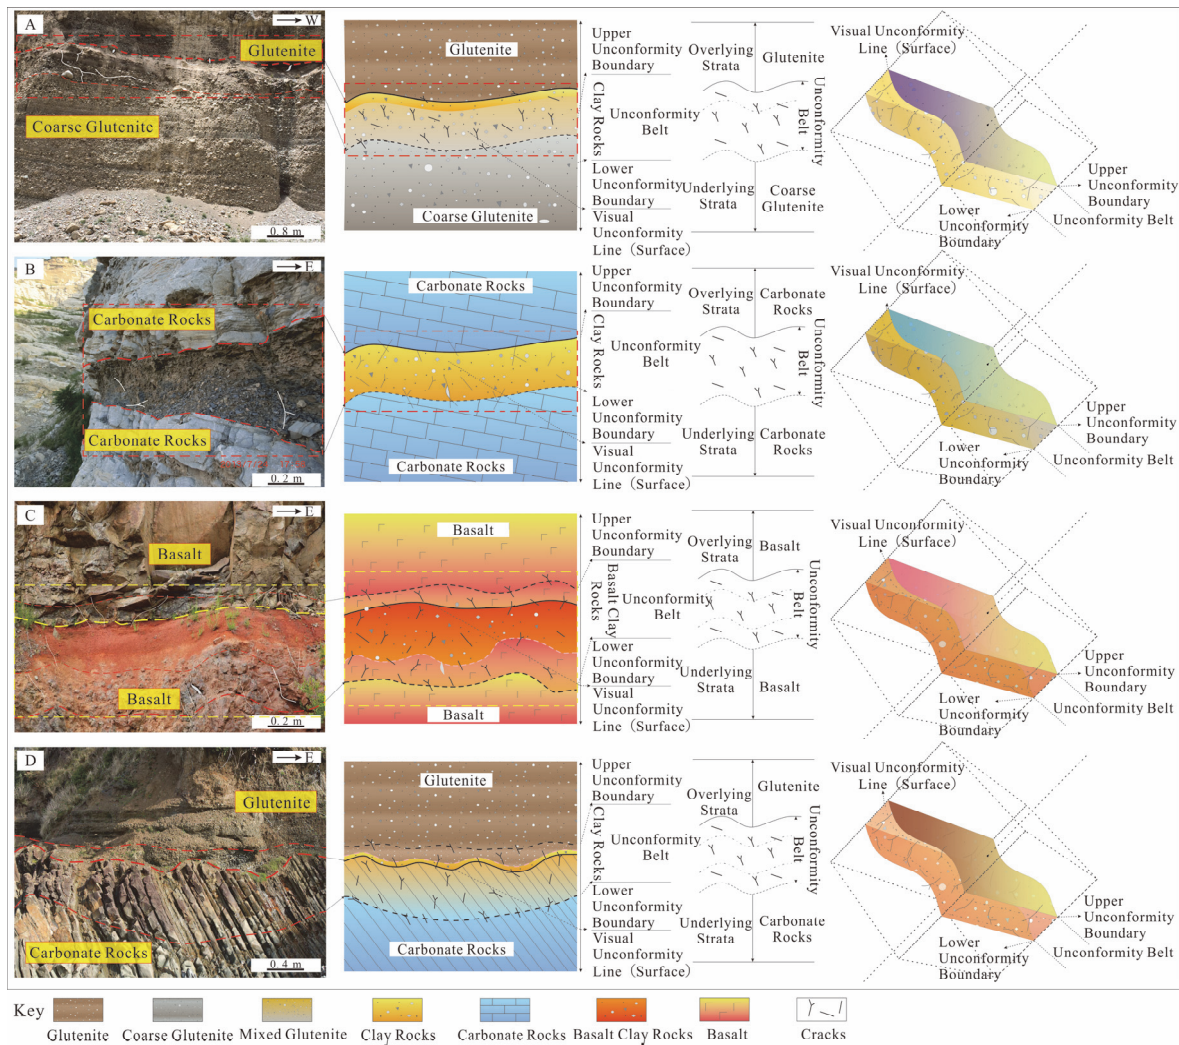 A
W
Glutenite
Coarse Glutenite
0.8 m
Glutenite
Coarse Glutenite
Upper
Unconformity
Boundary
Clay Rocks
Lower
Unconformity
Boundary
Visual
Unconformity
Line (Surface)
Overlying
Strata
Glutenite
Unconformity
Belt
Unconformity
Belt
Underlying
Strata
Coarse
Glutenite
Visual Unconformity
Line (Surface)
Upper
Unconformity
Boundary
Lower
Unconformity
Boundary
Unconformity Belt
B
E
Carbonate Rocks
Carbonate Rocks
0.2 m
Carbonate Rocks
Carbonate Rocks
Upper
Unconformity
Boundary
Clay Rocks
Lower
Unconformity
Boundary
Visual
Unconformity
Line (Surface)
Overlying
Strata
Carbonate
Rocks
Unconformity
Belt
Unconformity
Belt
Underlying
Strata
Carbonate
Rocks
Visual Unconformity
Line (Surface)
Upper
Unconformity
Boundary
Lower
Unconformity
Boundary
Unconformity Belt
C
E
Basalt
Basalt
0.2 m
Basalt
Basalt
Upper
Unconformity
Boundary
Basalt Clay
Rocks
Lower
Unconformity
Boundary
Visual
Unconformity
Line (Surface)
Overlying
Strata
Basalt
Unconformity
Belt
Unconformity
Belt
Underlying
Strata
Basalt
Visual Unconformity
Line (Surface)
Upper
Unconformity
Boundary
Lower
Unconformity
Boundary
Unconformity Belt
D
E
Glutenite
Carbonate Rocks
0.4 m
Glutenite
Carbonate Rocks
Upper
Unconformity
Boundary
Clay Rocks
Lower
Unconformity
Boundary
Visual
Unconformity
Line (Surface)
Overlying
Strata
Glutenite
Unconformity
Belt
Unconformity
Belt
Underlying
Strata
Carbonate
Rocks
Visual Unconformity
Line (Surface)
Upper
Unconformity
Boundary
Lower
Unconformity
Boundary
Unconformity Belt
Key
Glutenite
Coarse Glutenite
Mixed Glutenite
Clay Rocks
Carbonate Rocks
Basalt Clay Rocks
Basalt
Cracks